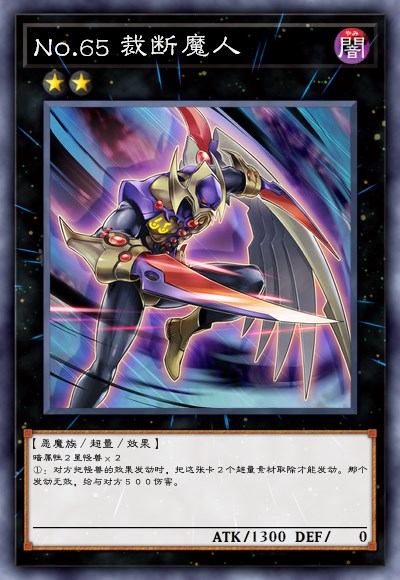 No.65 裁断魔人
やみ
闇
【恶魔族／超量／效果】
暗属性2星怪兽×2
①：对方把怪兽的效果发动时，把这张卡2个超量素材取除才能发动。那个
发动无效，给与对方５００伤害。
ATK/1300 DEF/ 0